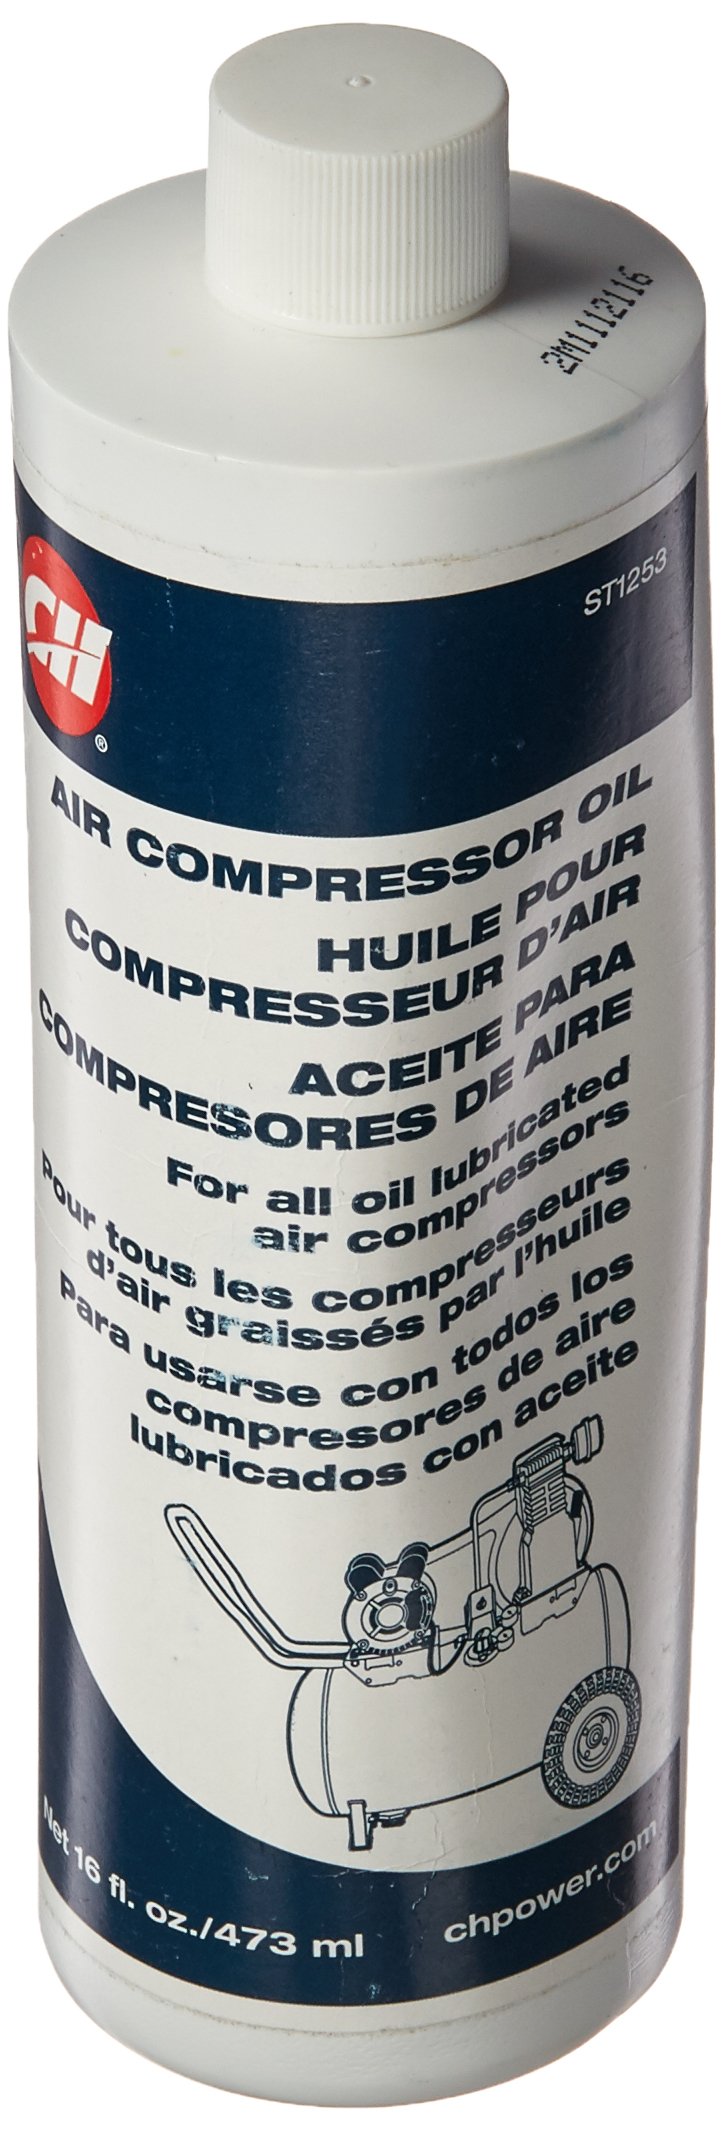 2M1112116
ST1253
CH
®
AIR COMPRESSOR OIL
HUILE POUR
COMPRESSEUR D'AIR
ACEITE PARA
COMPRESORES DE AIRE
For all oil lubricated
air compressors
Pour tous les compresseurs
d'air graissés par l'huile
Para usarse con todos los
compresores de aire
lubricados con aceite
Net 16 fl. oz./473 ml
chpower.com